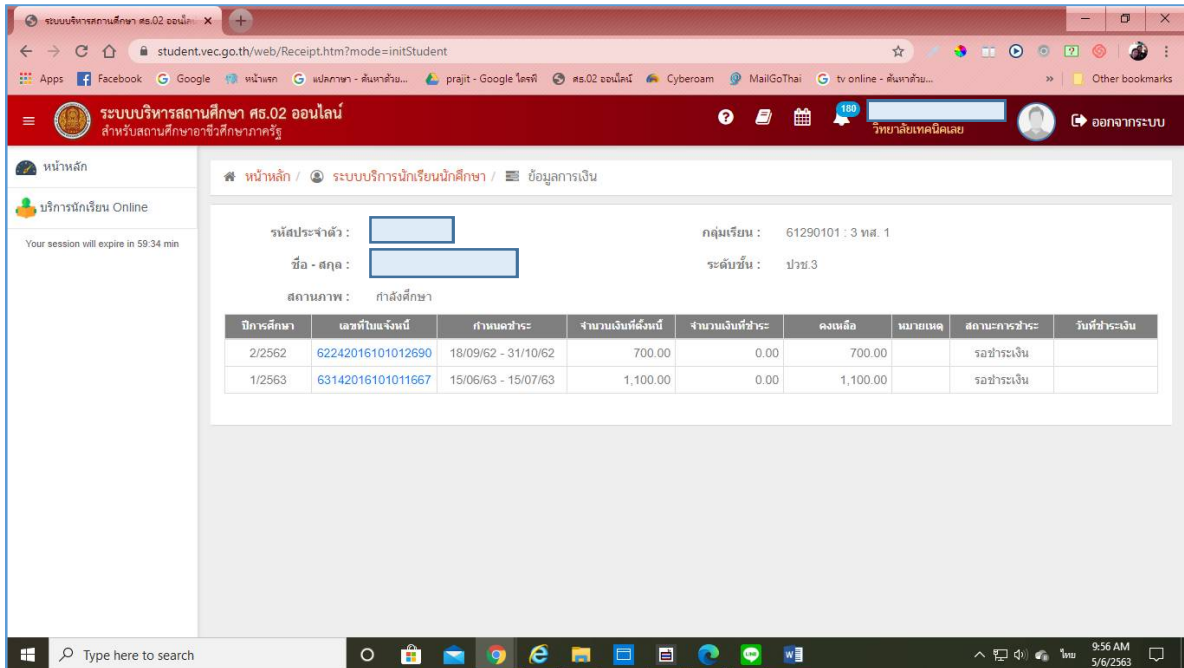 ระบบบริหารสถานศึกษา ศธ.02 ออนไล
student.vec.go.th/web/Receipt.htm?mode=initStudent
Apps Facebook Google หน้าแรก แปลภาษา - ค้นหาด้วย... prajit - Google ไดรฟ์ ศธ.02 ออนไลน์ Cyberoam MailGoThai tv online - ค้นหาด้วย... » Other bookmarks
ระบบบริหารสถานศึกษา ศธ.02 ออนไลน์
สำหรับสถานศึกษาอาชีวศึกษาภาครัฐ
180
วิทยาลัยเทคนิคเลย
ออกจากระบบ
หน้าหลัก
บริการนักเรียน Online
Your session will expire in 59:34 min
หน้าหลัก / ระบบบริการนักเรียนนักศึกษา / ข้อมูลการเงิน
รหัสประจำตัว : กลุ่มเรียน : 61290101 : 3 ทส. 1
ชื่อ - สกุล : ระดับชั้น : ปวช.3
สถานภาพ : กำลังศึกษา
ปีการศึกษา เลขที่ใบแจ้งหนี้ กำหนดชำระ จำนวนเงินที่ตั้งหนี้ จำนวนเงินที่ชำระ คงเหลือ หมายเหตุ สถานะการชำระ วันที่ชำระเงิน
2/2562 62242016101012690 18/09/62 - 31/10/62 700.00 0.00 700.00 รอชำระเงิน
1/2563 63142016101011667 15/06/63 - 15/07/63 1,100.00 0.00 1,100.00 รอชำระเงิน
Type here to search
ไทย
9:56 AM
5/6/2563